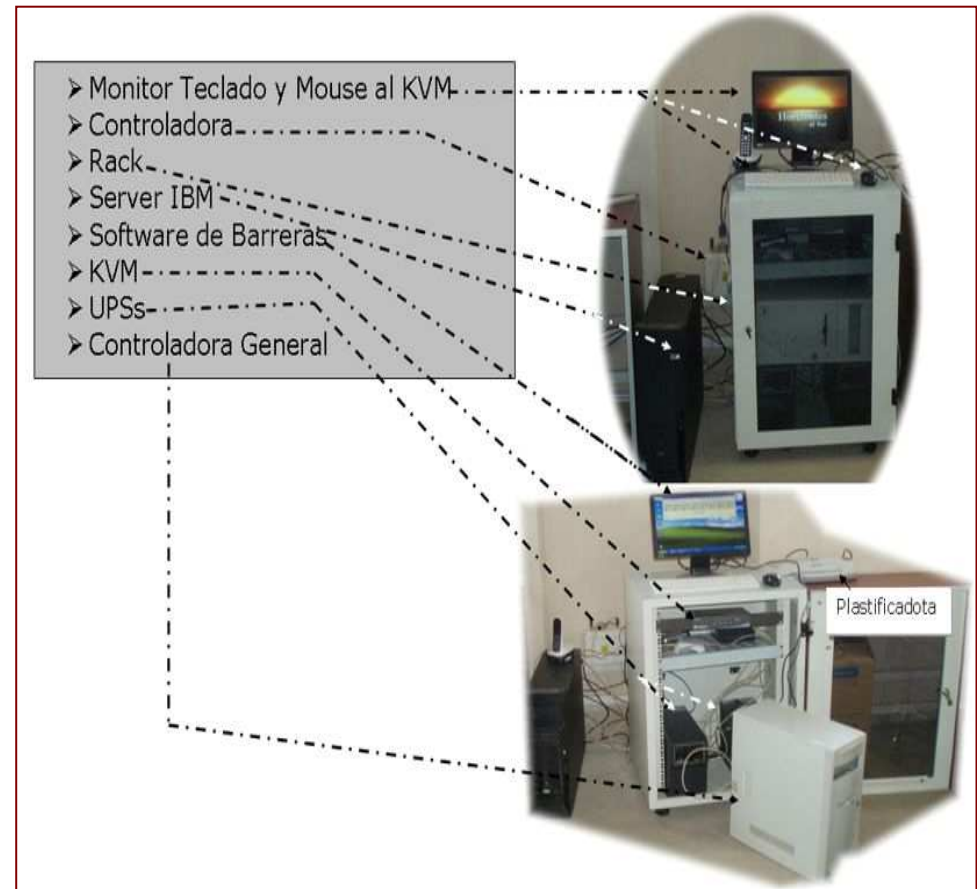 Monitor Teclado y Mouse al KVM
Controladora
Rack
Server IBM
Software de Barreras
KVM
UPSs
Controladora General
Plastificadota